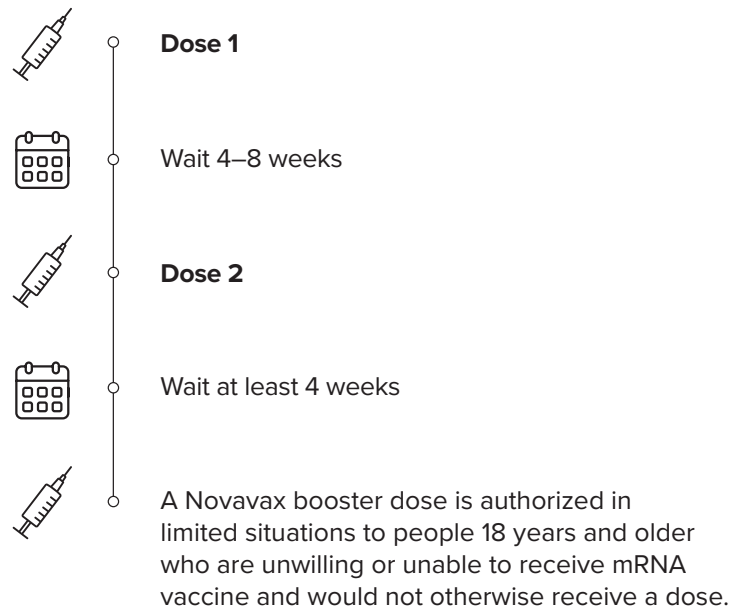 Dose 1
Wait 4–8 weeks
Dose 2
Wait at least 4 weeks
A Novavax booster dose is authorized in
limited situations to people 18 years and older
who are unwilling or unable to receive mRNA
vaccine and would not otherwise receive a dose.